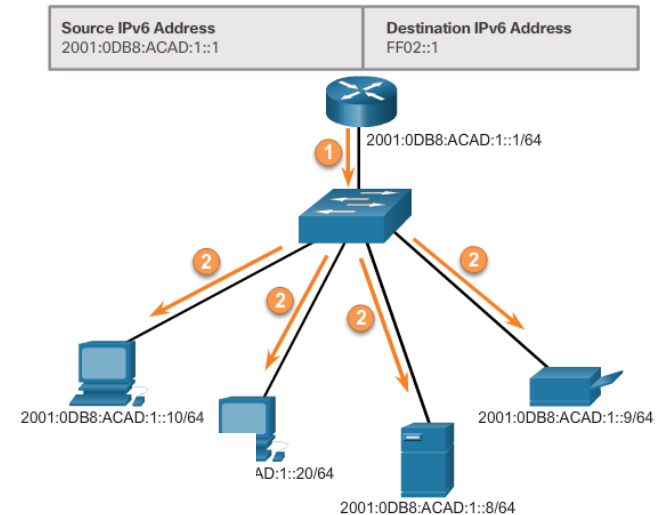 Source IPv6 Address
2001:0DB8:ACAD:1::1
Destination IPv6 Address
FF02::1
2001:0DB8:ACAD:1::1/64
1
2
2
2
2
2001:0DB8:ACAD:1::10/64
AD:1::20/64
2001:0DB8:ACAD:1::8/64
2001:0DB8:ACAD:1::9/64